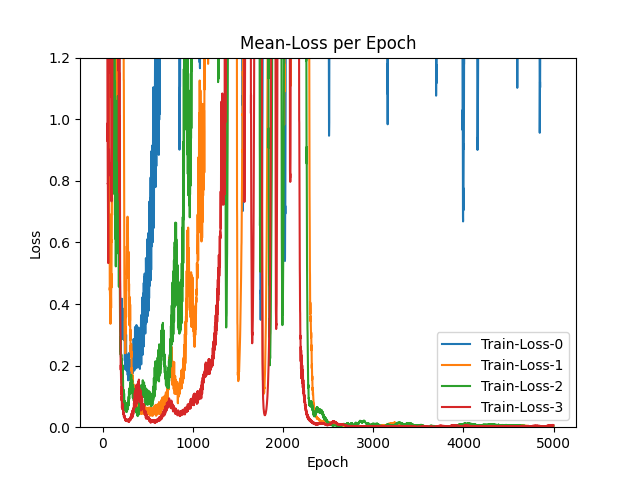 Mean-Loss per Epoch
Loss
1.2
1.0
0.8
0.6
0.4
0.2
0.0
0
1000
2000
3000
4000
5000
Epoch
Train-Loss-0
Train-Loss-1
Train-Loss-2
Train-Loss-3